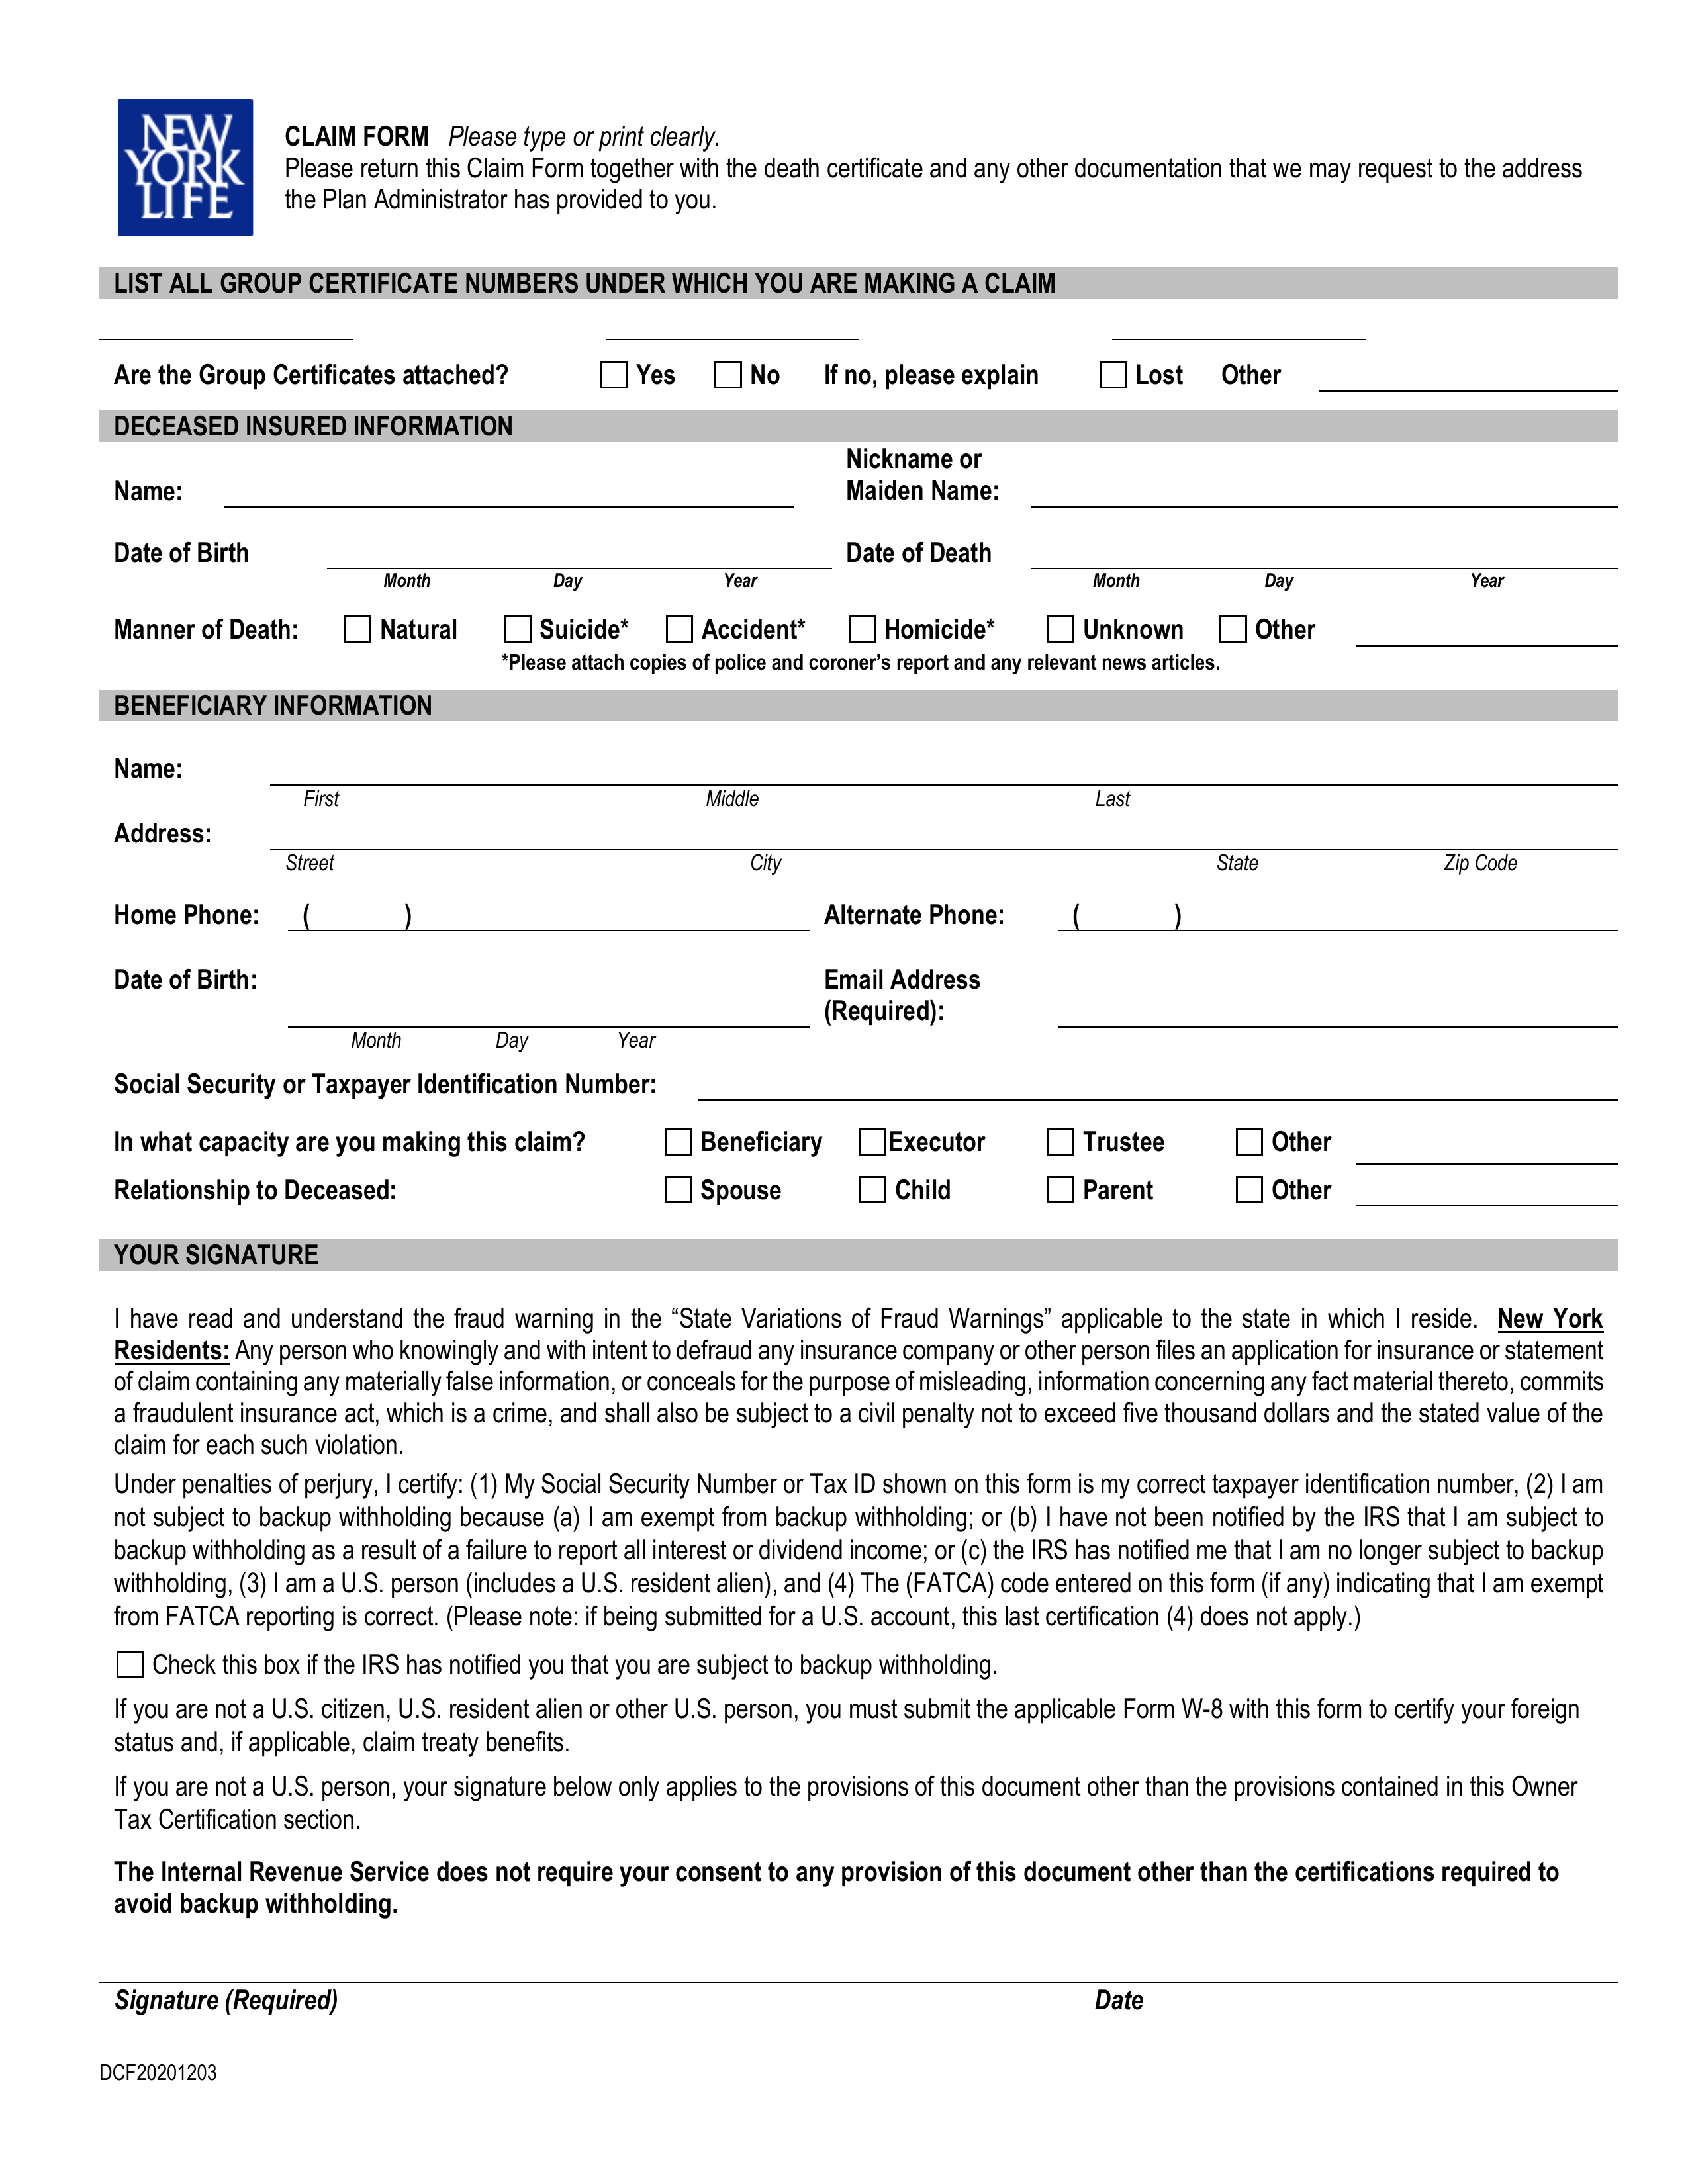 NEW
YORK
LIFE
CLAIM FORM Please type or print clearly.
Please return this Claim Form together with the death certificate and any other documentation that we may request to the address
the Plan Administrator has provided to you.
LIST ALL GROUP CERTIFICATE NUMBERS UNDER WHICH YOU ARE MAKING A CLAIM
Are the Group Certificates attached? Yes No If no, please explain Lost Other
DECEASED INSURED INFORMATION
Name: Nickname or
Maiden Name:
Date of Birth Date of Death
Month Day Year Month Day Year
Manner of Death: Natural Suicide* Accident* Homicide* Unknown Other
*Please attach copies of police and coroner’s report and any relevant news articles.
BENEFICIARY INFORMATION
Name:
First Middle Last
Address:
Street City State Zip Code
Home Phone: ( ) Alternate Phone: ( )
Date of Birth: Email Address
(Required):
Month Day Year
Social Security or Taxpayer Identification Number:
In what capacity are you making this claim? Beneficiary Executor Trustee Other
Relationship to Deceased: Spouse Child Parent Other
YOUR SIGNATURE
I have read and understand the fraud warning in the “State Variations of Fraud Warnings” applicable to the state in which I reside. New York
Residents: Any person who knowingly and with intent to defraud any insurance company or other person files an application for insurance or statement
of claim containing any materially false information, or conceals for the purpose of misleading, information concerning any fact material thereto, commits
a fraudulent insurance act, which is a crime, and shall also be subject to a civil penalty not to exceed five thousand dollars and the stated value of the
claim for each such violation.
Under penalties of perjury, I certify: (1) My Social Security Number or Tax ID shown on this form is my correct taxpayer identification number, (2) I am
not subject to backup withholding because (a) I am exempt from backup withholding; or (b) I have not been notified by the IRS that I am subject to
backup withholding as a result of a failure to report all interest or dividend income; or (c) the IRS has notified me that I am no longer subject to backup
withholding, (3) I am a U.S. person (includes a U.S. resident alien), and (4) The (FATCA) code entered on this form (if any) indicating that I am exempt
from FATCA reporting is correct. (Please note: if being submitted for a U.S. account, this last certification (4) does not apply.)
Check this box if the IRS has notified you that you are subject to backup withholding.
If you are not a U.S. citizen, U.S. resident alien or other U.S. person, you must submit the applicable Form W-8 with this form to certify your foreign
status and, if applicable, claim treaty benefits.
If you are not a U.S. person, your signature below only applies to the provisions of this document other than the provisions contained in this Owner
Tax Certification section.
The Internal Revenue Service does not require your consent to any provision of this document other than the certifications required to
avoid backup withholding.
Signature (Required) Date
DCF20201203